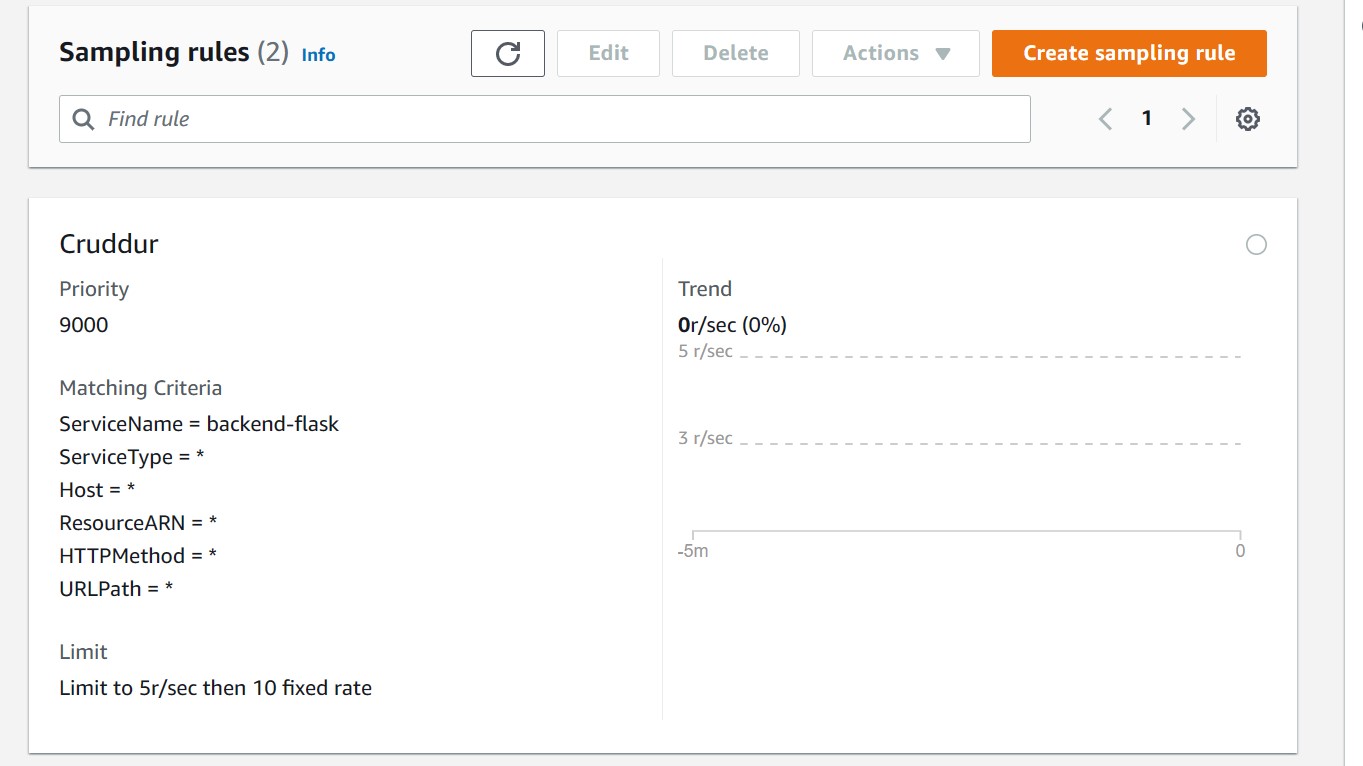 Sampling rules (2) Info
Edit
Delete
Actions
Create sampling rule
Find rule
1
Cruddur
Priority
9000
Matching Criteria
ServiceName = backend-flask
ServiceType = *
Host = *
ResourceARN = *
HTTPMethod = *
URLPath = *
Limit
Limit to 5r/sec then 10 fixed rate
Trend
0r/sec (0%)
5 r/sec
3 r/sec
-5m
0